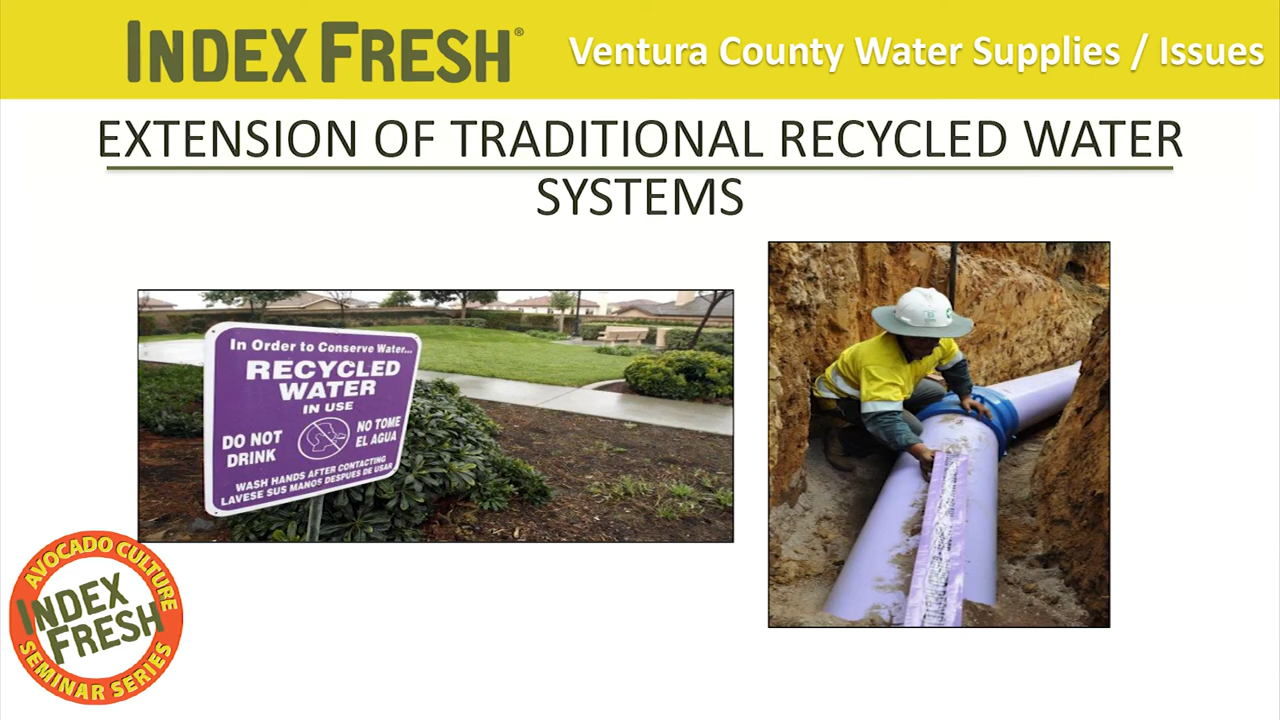 INDEX FRESH®
Ventura County Water Supplies / Issues
EXTENSION OF TRADITIONAL RECYCLED WATER
SYSTEMS
In Order to Conserve Water...
RECYCLED
WATER
IN USE
DO NOT
DRINK
NO TOME
EL AGUA
WASH HANDS AFTER CONTACTING
LAVESE SUS MANOS DESPUES DE USAR
AVOCADO CULTURE
INDEX
FRESH
SEMINAR SERIES